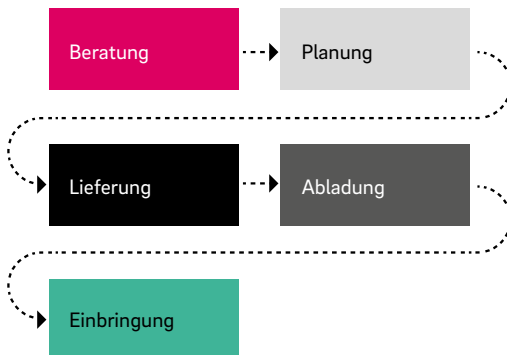 Beratung
Planung
Lieferung
Abladung
Einbringung